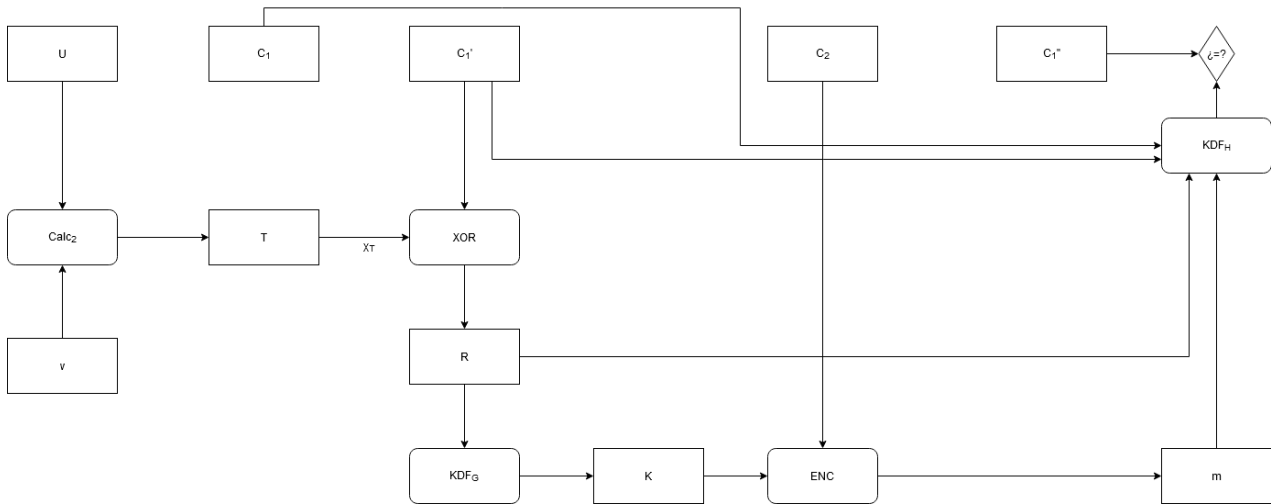 U
C₁
C₁'
C₂
C₁"
¿=?
KDF_H
Calc₂
T
X_T
XOR
v
R
KDF_G
K
ENC
m